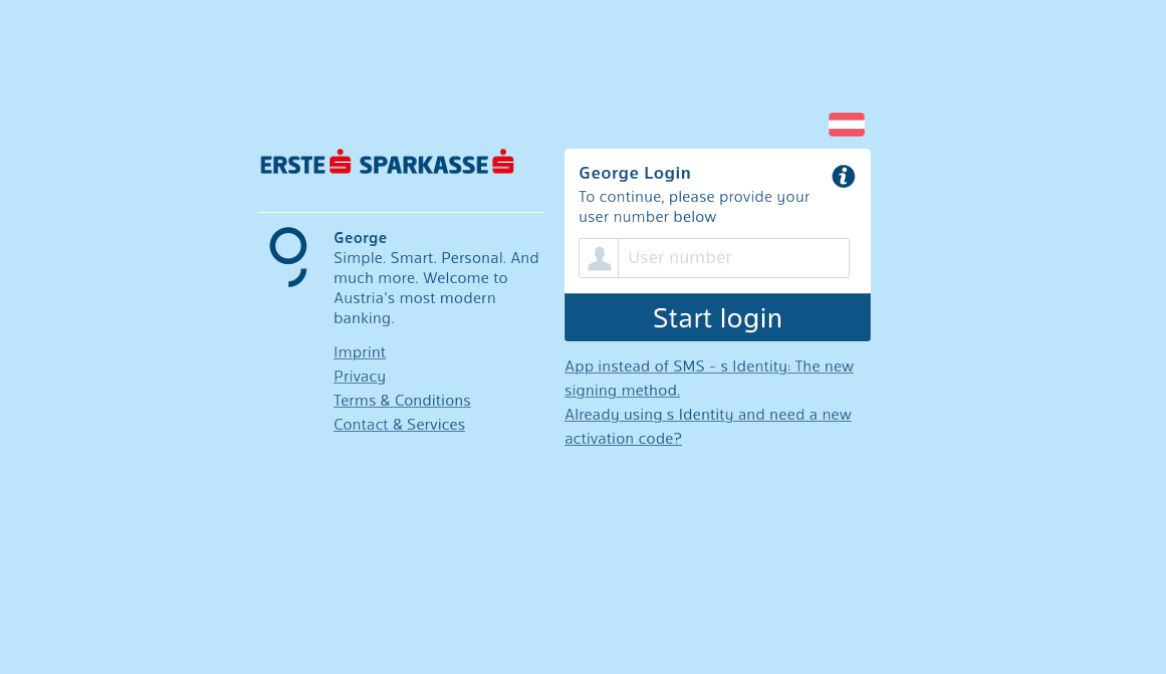 ERSTE SPARKASSE
George
Simple. Smart. Personal. And
much more. Welcome to
Austria's most modern
banking.
Imprint
Privacy
Terms & Conditions
Contact & Services
George Login
To continue, please provide your
user number below
User number
Start login
App instead of SMS - s Identity: The new
signing method.
Already using s Identity and need a new
activation code?